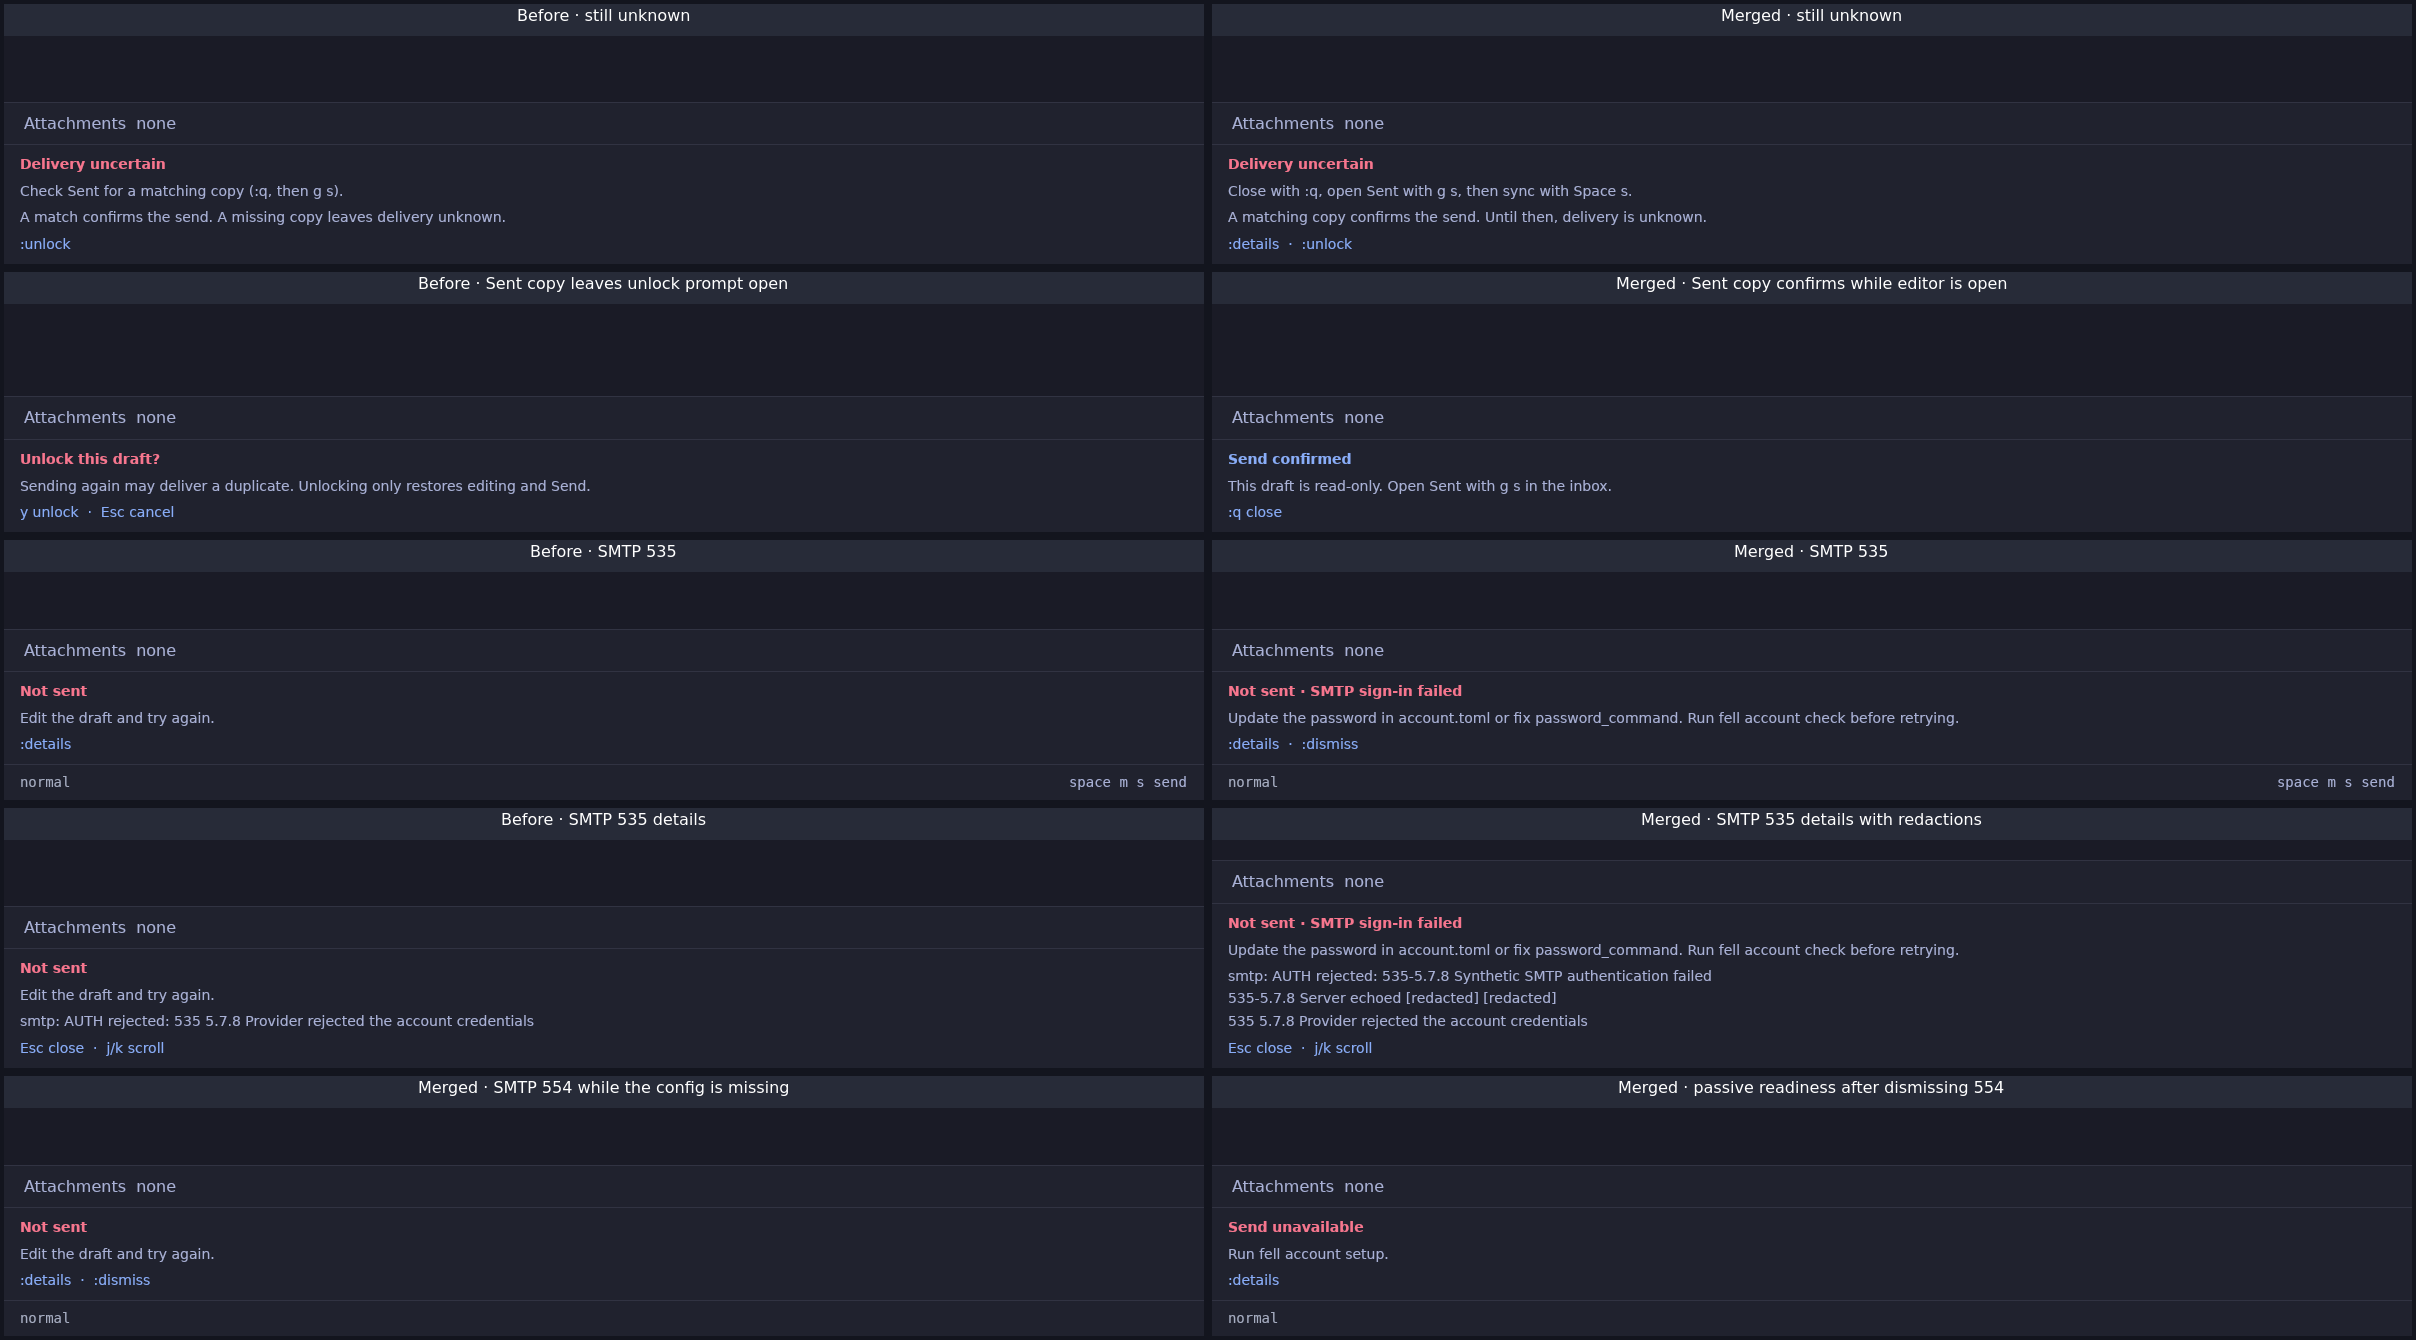 Before · still unknown
Attachments none
Delivery uncertain
Check Sent for a matching copy (:q, then g s).
A match confirms the send. A missing copy leaves delivery unknown.
:unlock
Merged · still unknown
Attachments none
Delivery uncertain
Close with :q, open Sent with g s, then sync with Space s.
A matching copy confirms the send. Until then, delivery is unknown.
:details · :unlock
Before · Sent copy leaves unlock prompt open
Attachments none
Unlock this draft?
Sending again may deliver a duplicate. Unlocking only restores editing and Send.
y unlock · Esc cancel
Merged · Sent copy confirms while editor is open
Attachments none
Send confirmed
This draft is read-only. Open Sent with g s in the inbox.
:q close
Before · SMTP 535
Attachments none
Not sent
Edit the draft and try again.
:details
normal space m s send
Merged · SMTP 535
Attachments none
Not sent · SMTP sign-in failed
Update the password in account.toml or fix password_command. Run fell account check before retrying.
:details · :dismiss
normal space m s send
Before · SMTP 535 details
Attachments none
Not sent
Edit the draft and try again.
smtp: AUTH rejected: 535 5.7.8 Provider rejected the account credentials
Esc close · j/k scroll
Merged · SMTP 535 details with redactions
Attachments none
Not sent · SMTP sign-in failed
Update the password in account.toml or fix password_command. Run fell account check before retrying.
smtp: AUTH rejected: 535-5.7.8 Synthetic SMTP authentication failed
535-5.7.8 Server echoed [redacted] [redacted]
535 5.7.8 Provider rejected the account credentials
Esc close · j/k scroll
Merged · SMTP 554 while the config is missing
Attachments none
Not sent
Edit the draft and try again.
:details · :dismiss
normal
Merged · passive readiness after dismissing 554
Attachments none
Send unavailable
Run fell account setup.
:details
normal